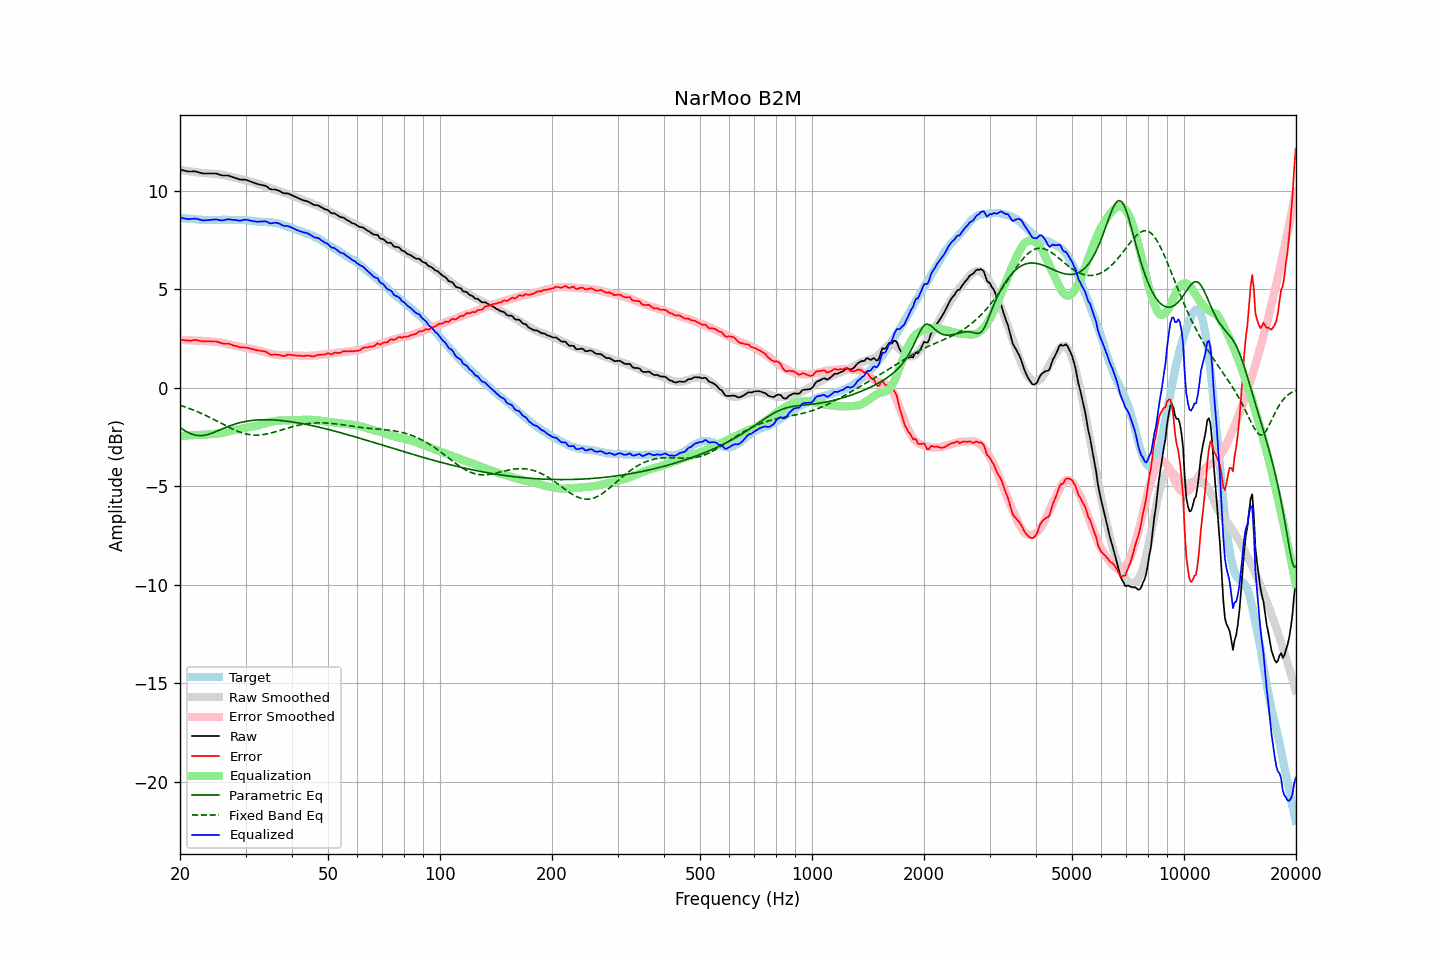 NarMoo B2M
Amplitude (dBr)
10
5
0
−5
−10
−15
−20
Target
Raw Smoothed
Error Smoothed
Raw
Error
Equalization
Parametric Eq
Fixed Band Eq
Equalized
20 50 100 200 500 1000 2000 5000 10000 20000
Frequency (Hz)